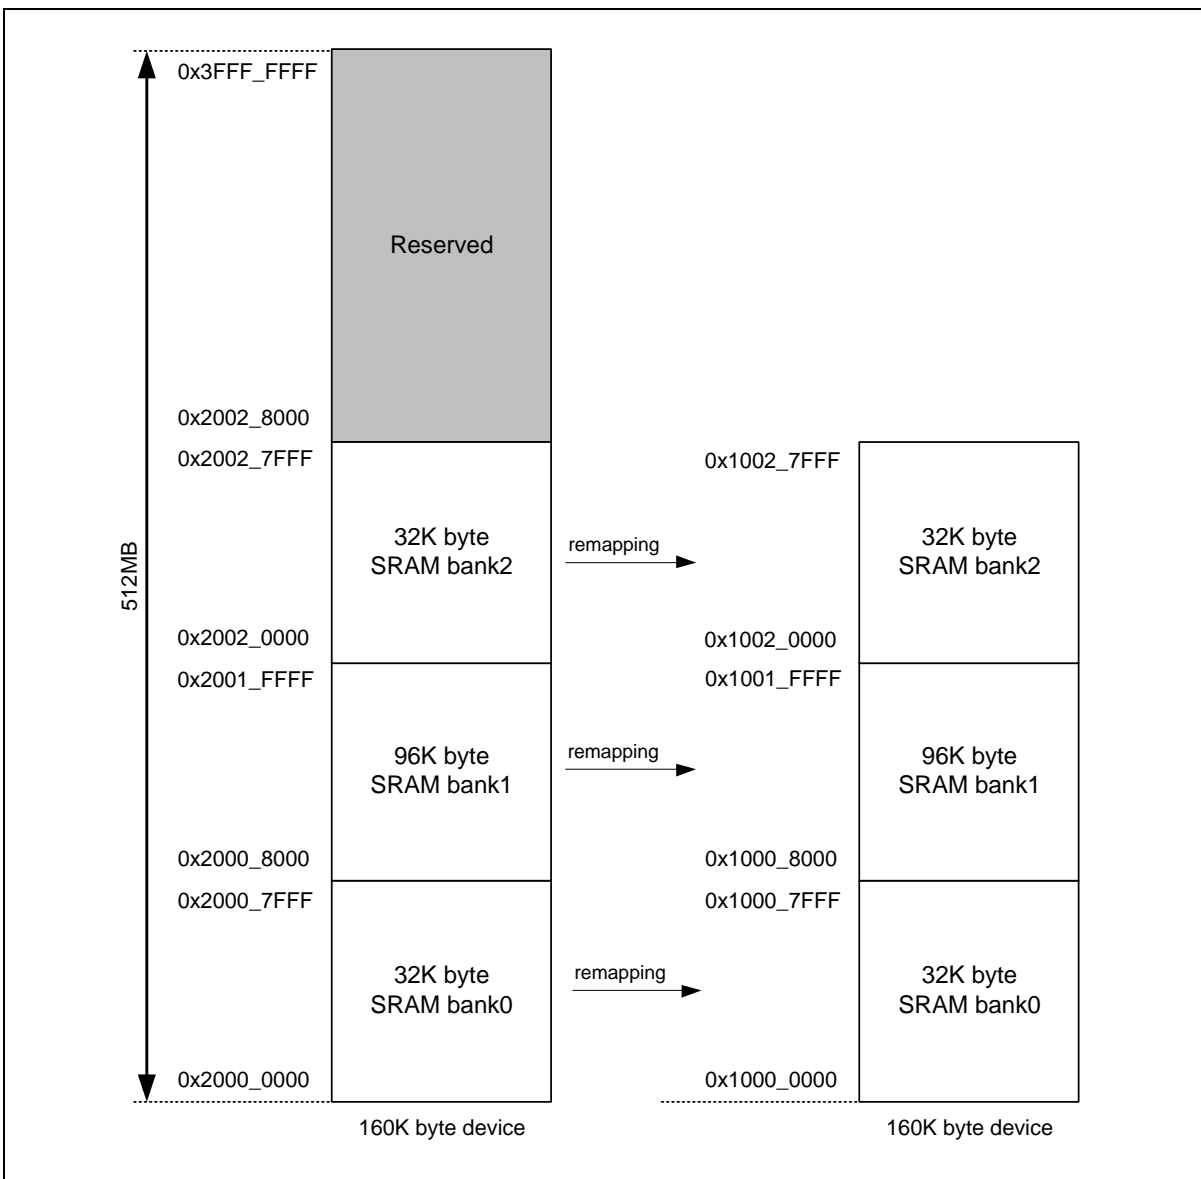 0x3FFF_FFFF
Reserved
0x2002_8000
0x2002_7FFF
0x1002_7FFF
32K byte
SRAM bank2
remapping
32K byte
SRAM bank2
512MB
0x2002_0000
0x1002_0000
0x2001_FFFF
0x1001_FFFF
96K byte
SRAM bank1
remapping
96K byte
SRAM bank1
0x2000_8000
0x1000_8000
0x2000_7FFF
0x1000_7FFF
32K byte
SRAM bank0
remapping
32K byte
SRAM bank0
0x2000_0000
0x1000_0000
160K byte device
160K byte device